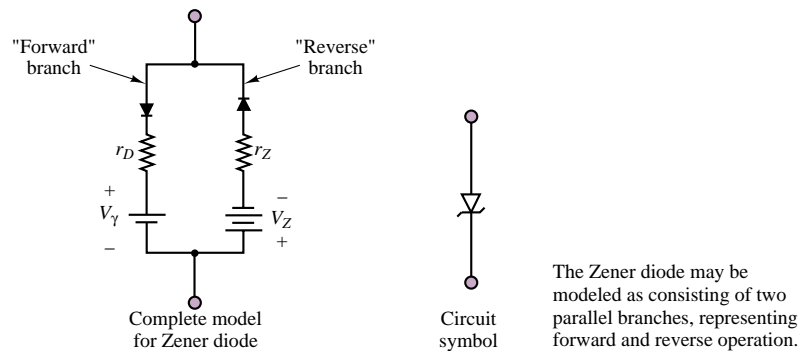 "Forward"
branch
"Reverse"
branch
r_D
r_Z
+
V_γ
–
–
V_Z
+
Complete model
for Zener diode
Circuit
symbol
The Zener diode may be
modeled as consisting of two
parallel branches, representing
forward and reverse operation.